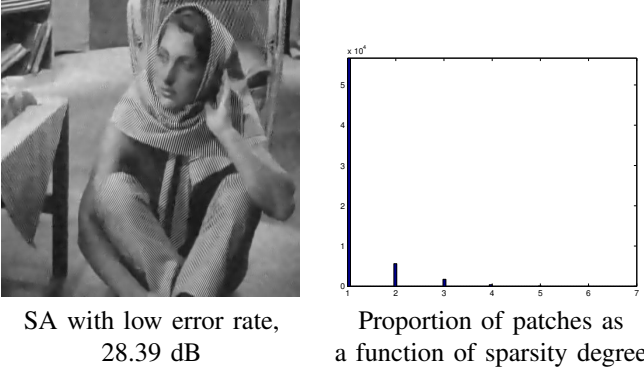 x 10⁴
5
4
3
2
1
0
1 2 3 4 5 6 7
SA with low error rate,
28.39 dB
Proportion of patches as
a function of sparsity degree